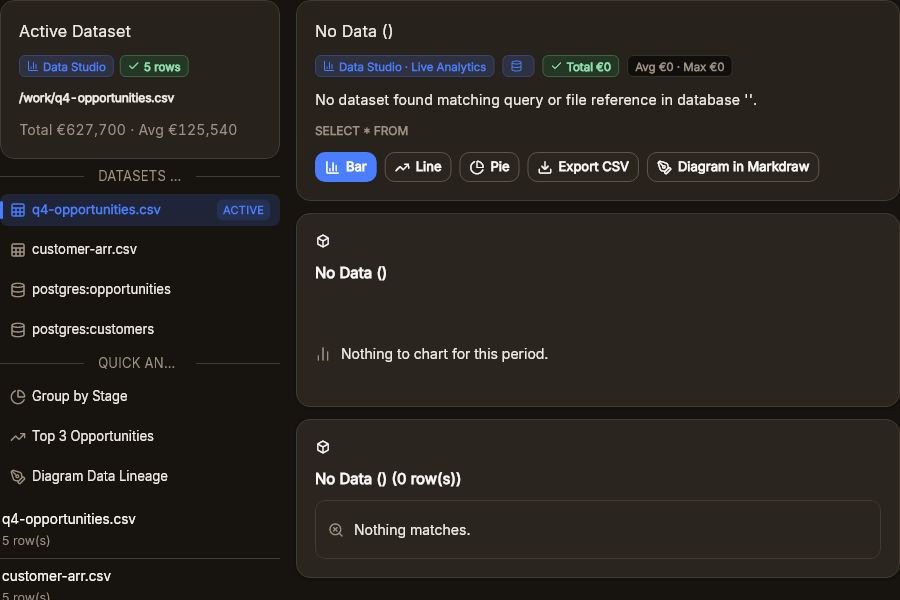 Active Dataset
Data Studio
5 rows
/work/q4-opportunities.csv
Total €627,700 · Avg €125,540
DATASETS ...
q4-opportunities.csv
ACTIVE
customer-arr.csv
postgres:opportunities
postgres:customers
QUICK AN...
Group by Stage
Top 3 Opportunities
Diagram Data Lineage
q4-opportunities.csv
5 row(s)
customer-arr.csv
5 row(s)
No Data ()
Data Studio · Live Analytics
Total €0
Avg €0 · Max €0
No dataset found matching query or file reference in database ''.
SELECT * FROM
Bar
Line
Pie
Export CSV
Diagram in Markdraw
No Data ()
Nothing to chart for this period.
No Data () (0 row(s))
Nothing matches.